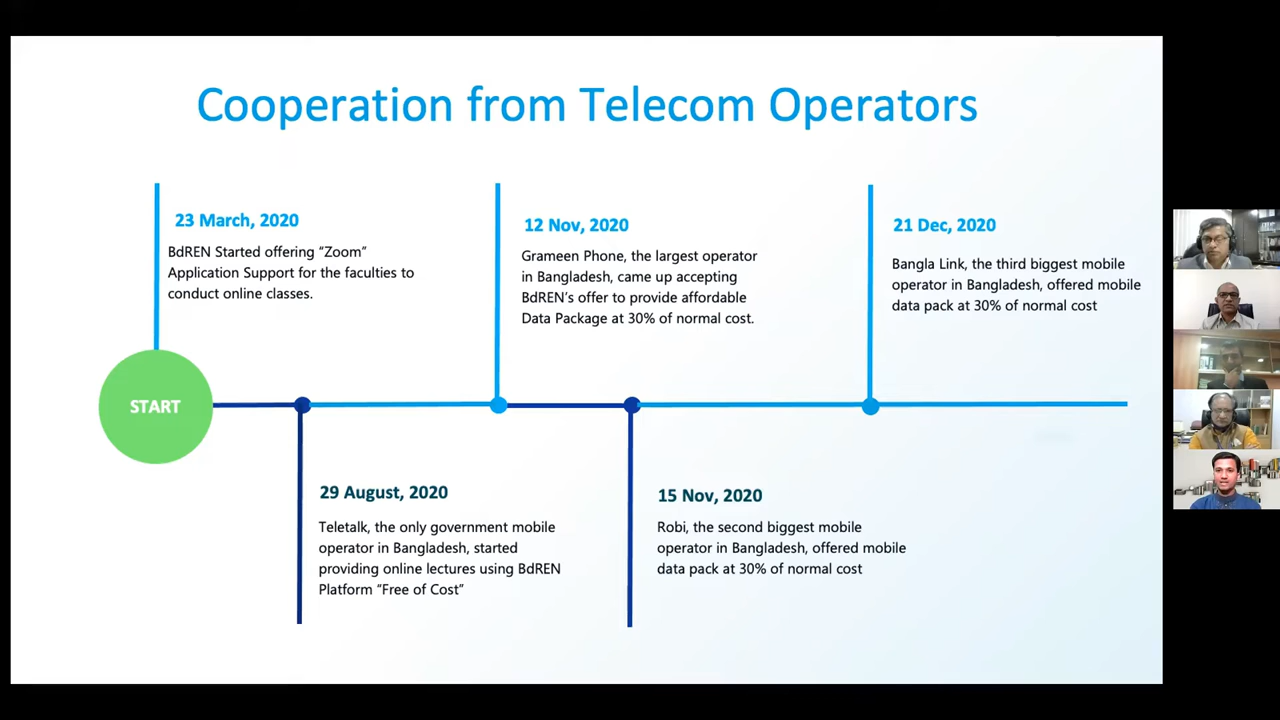 Cooperation from Telecom Operators
23 March, 2020
BdREN Started offering “Zoom”
Application Support for the faculties to
conduct online classes.
12 Nov, 2020
Grameen Phone, the largest operator
in Bangladesh, came up accepting
BdREN’s offer to provide affordable
Data Package at 30% of normal cost.
21 Dec, 2020
Bangla Link, the third biggest mobile
operator in Bangladesh, offered mobile
data pack at 30% of normal cost
START
29 August, 2020
Teletalk, the only government mobile
operator in Bangladesh, started
providing online lectures using BdREN
Platform “Free of Cost”
15 Nov, 2020
Robi, the second biggest mobile
operator in Bangladesh, offered mobile
data pack at 30% of normal cost